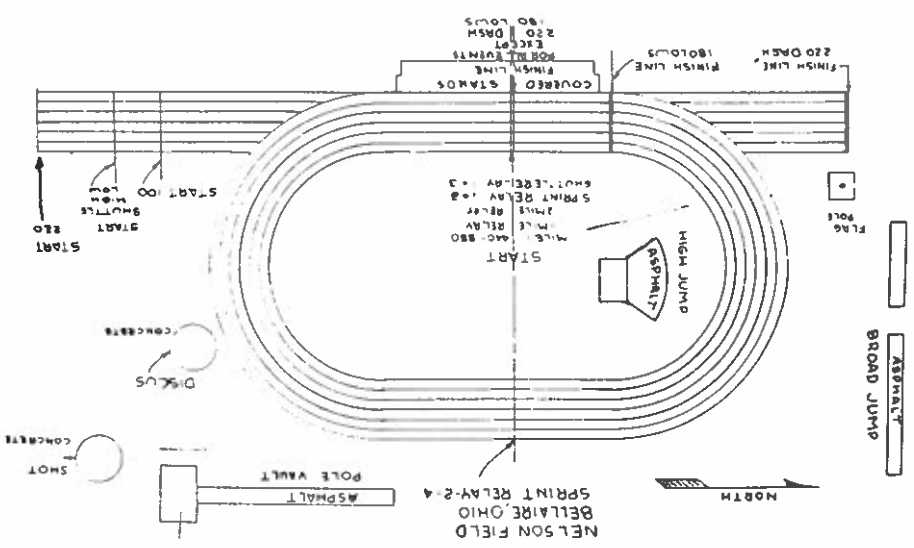 NELSON FIELD
BELLAIRE, OHIO
SPRINT RELAY-2-4
NORTH
ASPHALT
POLE VAULT
SHOT
CONCRETE
DISCUS
CONCRETE
BROAD JUMP
ASPHALT
HIGH JUMP
ASPHALT
START
MILE - 440-880
MILE RELAY
2 MILE RELAY
SPRINT RELAY 1+3
SHUTTLE RELAY 1+3
FLAG
POLE
START
220
START
SHUTTLE
HIGH
LOW
START 100
COVERED STANDS
FINISH LINE
FOR ALL EVENTS
EXCEPT
220 DASH
180 LOWS
FINISH LINE
180 LOWS
FINISH LINE,
220 DASH